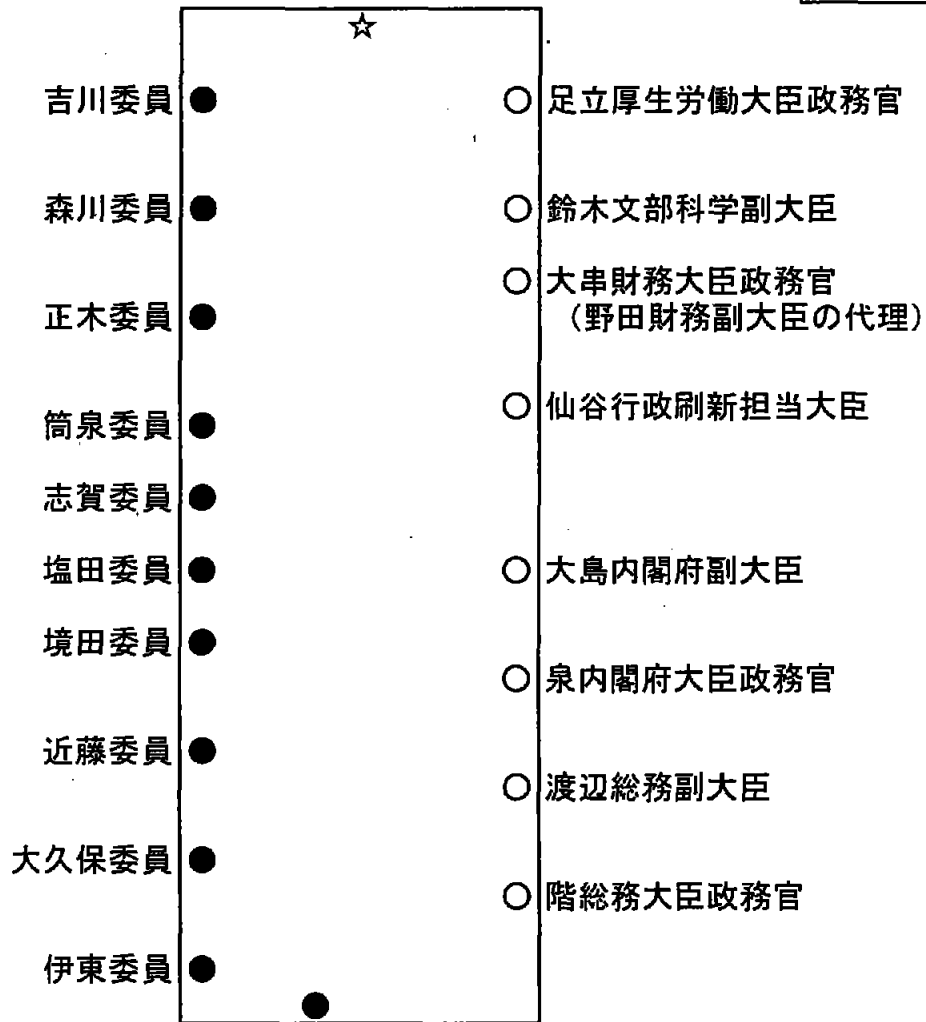 ☆
吉川委員 ● ○ 足立厚生労働大臣政務官
森川委員 ● ○ 鈴木文部科学副大臣
○ 大串財務大臣政務官
(野田財務副大臣の代理)
正木委員 ●
○ 仙谷行政刷新担当大臣
筒泉委員 ●
志賀委員 ●
塩田委員 ● ○ 大島内閣府副大臣
境田委員 ●
○ 泉内閣府大臣政務官
近藤委員 ●
○ 渡辺総務副大臣
大久保委員 ●
○ 階総務大臣政務官
伊東委員 ●
●